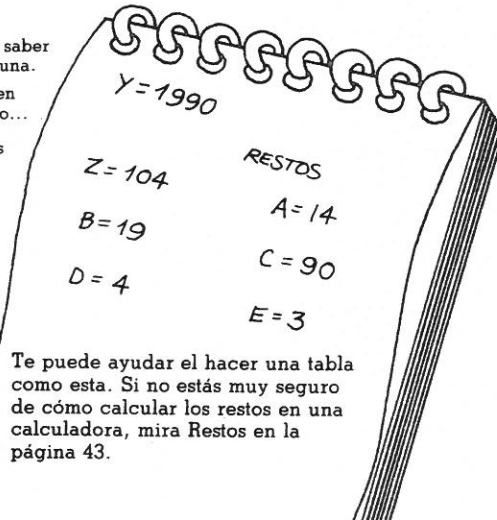 saber
una.
en
o...
s
Y=1990
Z=104
RESTOS
A=14
B=19
C=90
D=4
E=3
Te puede ayudar el hacer una tabla
como esta. Si no estás muy seguro
de cómo calcular los restos en una
calculadora, mira Restos en la
página 43.